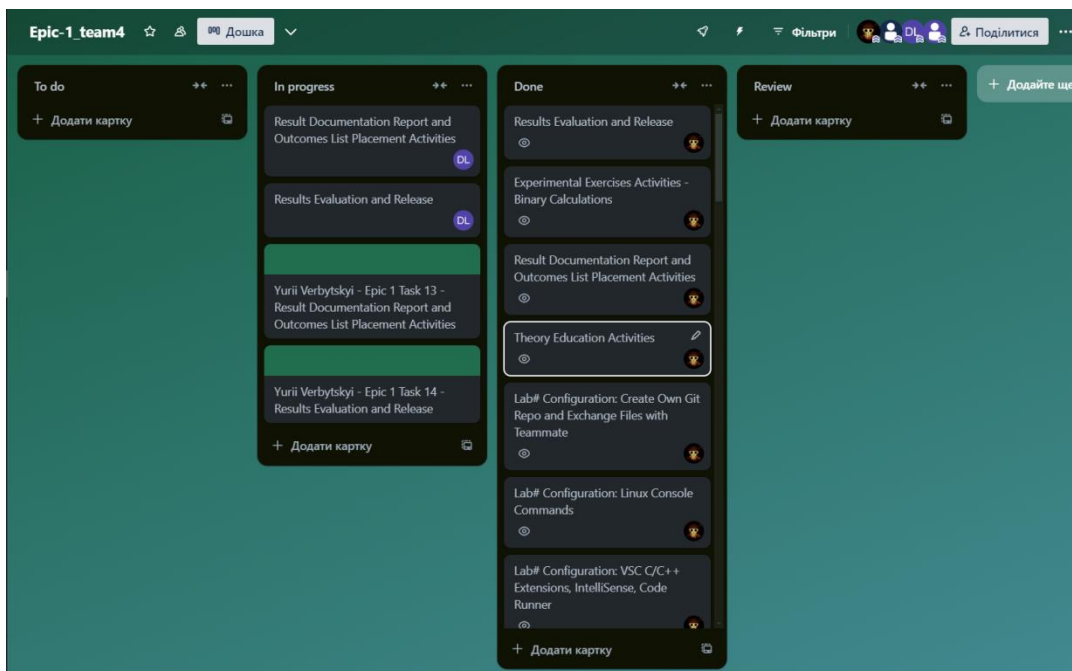 Epic-1_team4 Дошка Фільтри DL Поділитися
To do
+ Додати картку
In progress
Result Documentation Report and
Outcomes List Placement Activities
DL
Results Evaluation and Release
DL
Yurii Verbytskyi - Epic 1 Task 13 -
Result Documentation Report and
Outcomes List Placement Activities
Yurii Verbytskyi - Epic 1 Task 14 -
Results Evaluation and Release
+ Додати картку
Done
Results Evaluation and Release
Experimental Exercises Activities -
Binary Calculations
Result Documentation Report and
Outcomes List Placement Activities
Theory Education Activities
Lab# Configuration: Create Own Git
Repo and Exchange Files with
Teammate
Lab# Configuration: Linux Console
Commands
Lab# Configuration: VSC C/C++
Extensions, IntelliSense, Code
Runner
+ Додати картку
Review
+ Додати картку
+ Додайте ще